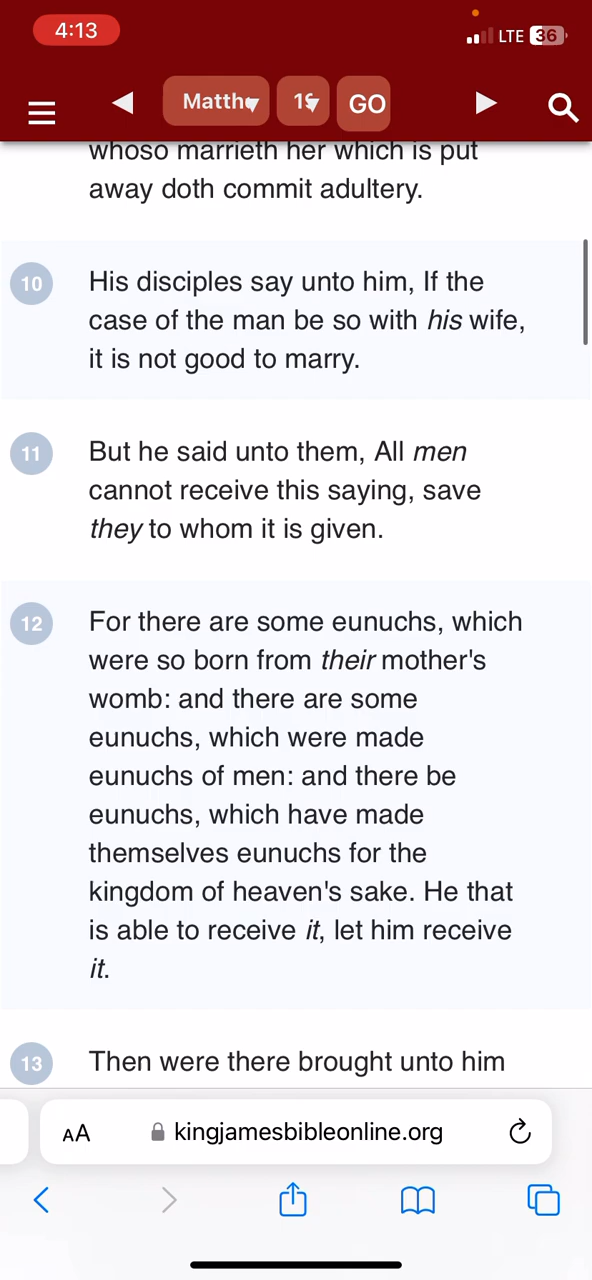 4:13
LTE 36
Matth
GO
whoso marrieth her which is put
away doth commit adultery.
10
His disciples say unto him, If the
case of the man be so with his wife,
it is not good to marry.
11
But he said unto them, All men
cannot receive this saying, save
they to whom it is given.
12
For there are some eunuchs, which
were so born from their mother's
womb: and there are some
eunuchs, which were made
eunuchs of men: and there be
eunuchs, which have made
themselves eunuchs for the
kingdom of heaven's sake. He that
is able to receive it, let him receive
it.
13
Then were there brought unto him
AA
kingjamesbibleonline.org